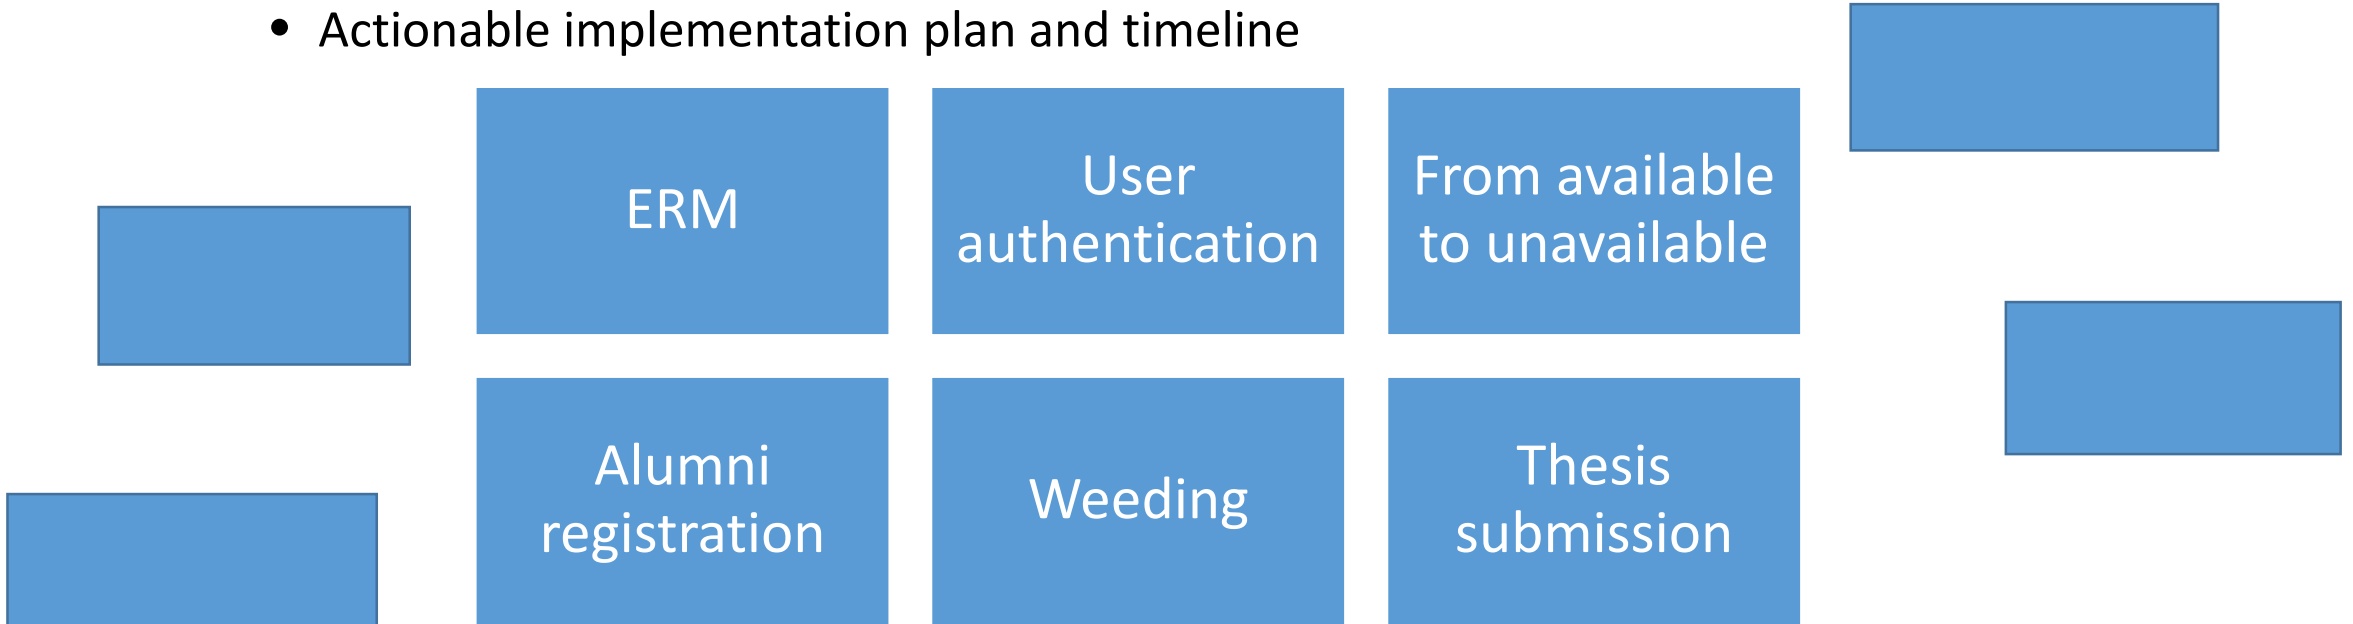 • Actionable implementation plan and timeline
ERM
User
authentication
From available
to unavailable
Alumni
registration
Weeding
Thesis
submission